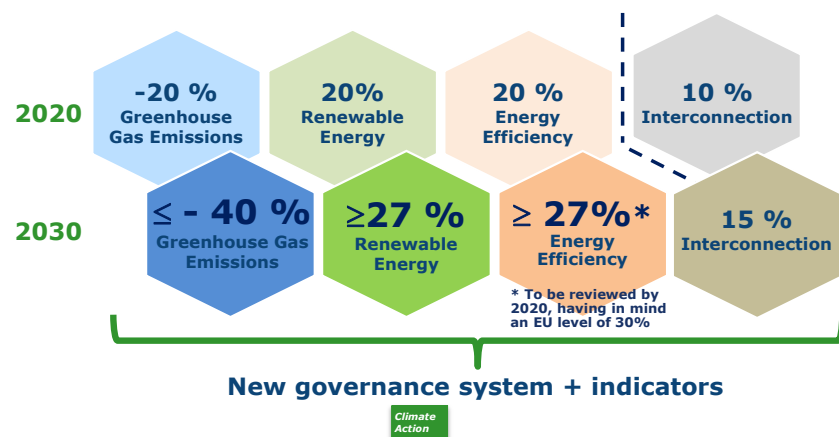 2020
-20 %
Greenhouse
Gas Emissions
20%
Renewable
Energy
20 %
Energy
Efficiency
10 %
Interconnection
2030
≤ - 40 %
Greenhouse Gas
Emissions
≥27 %
Renewable
Energy
≥ 27%*
Energy
Efficiency
* To be reviewed by
2020, having in mind
an EU level of 30%
15 %
Interconnection
New governance system + indicators
Climate
Action